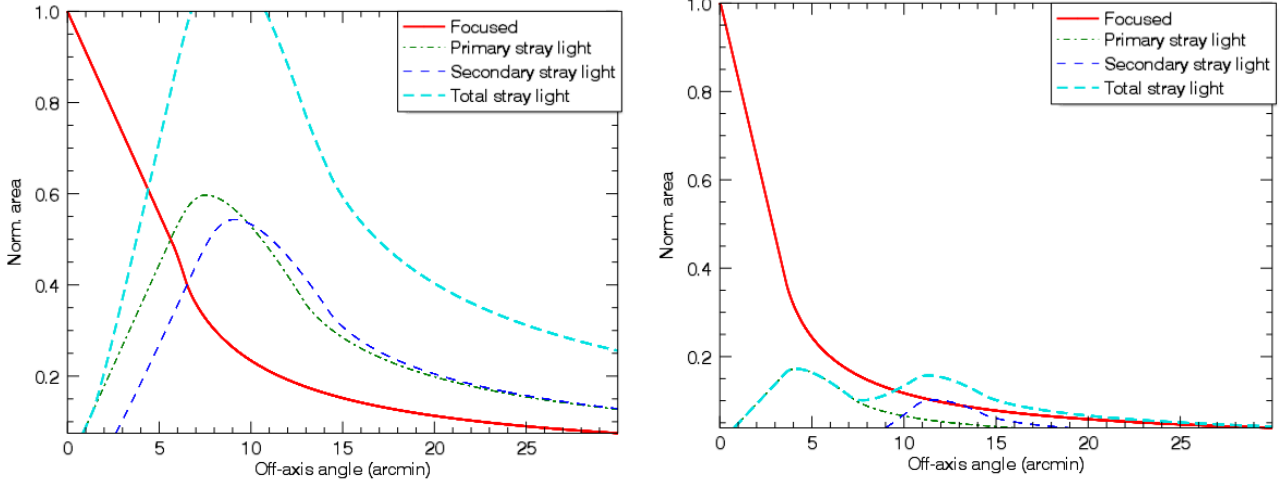 1.0
0.8
0.6
0.4
0.2
Norm. area
0
5
10
15
20
25
Off-axis angle (arcmin)
Focused
Primary stray light
Secondary stray light
Total stray light
1.0
0.8
0.6
0.4
0.2
Norm. area
0
5
10
15
20
25
Off-axis angle (arcmin)
Focused
Primary stray light
Secondary stray light
Total stray light